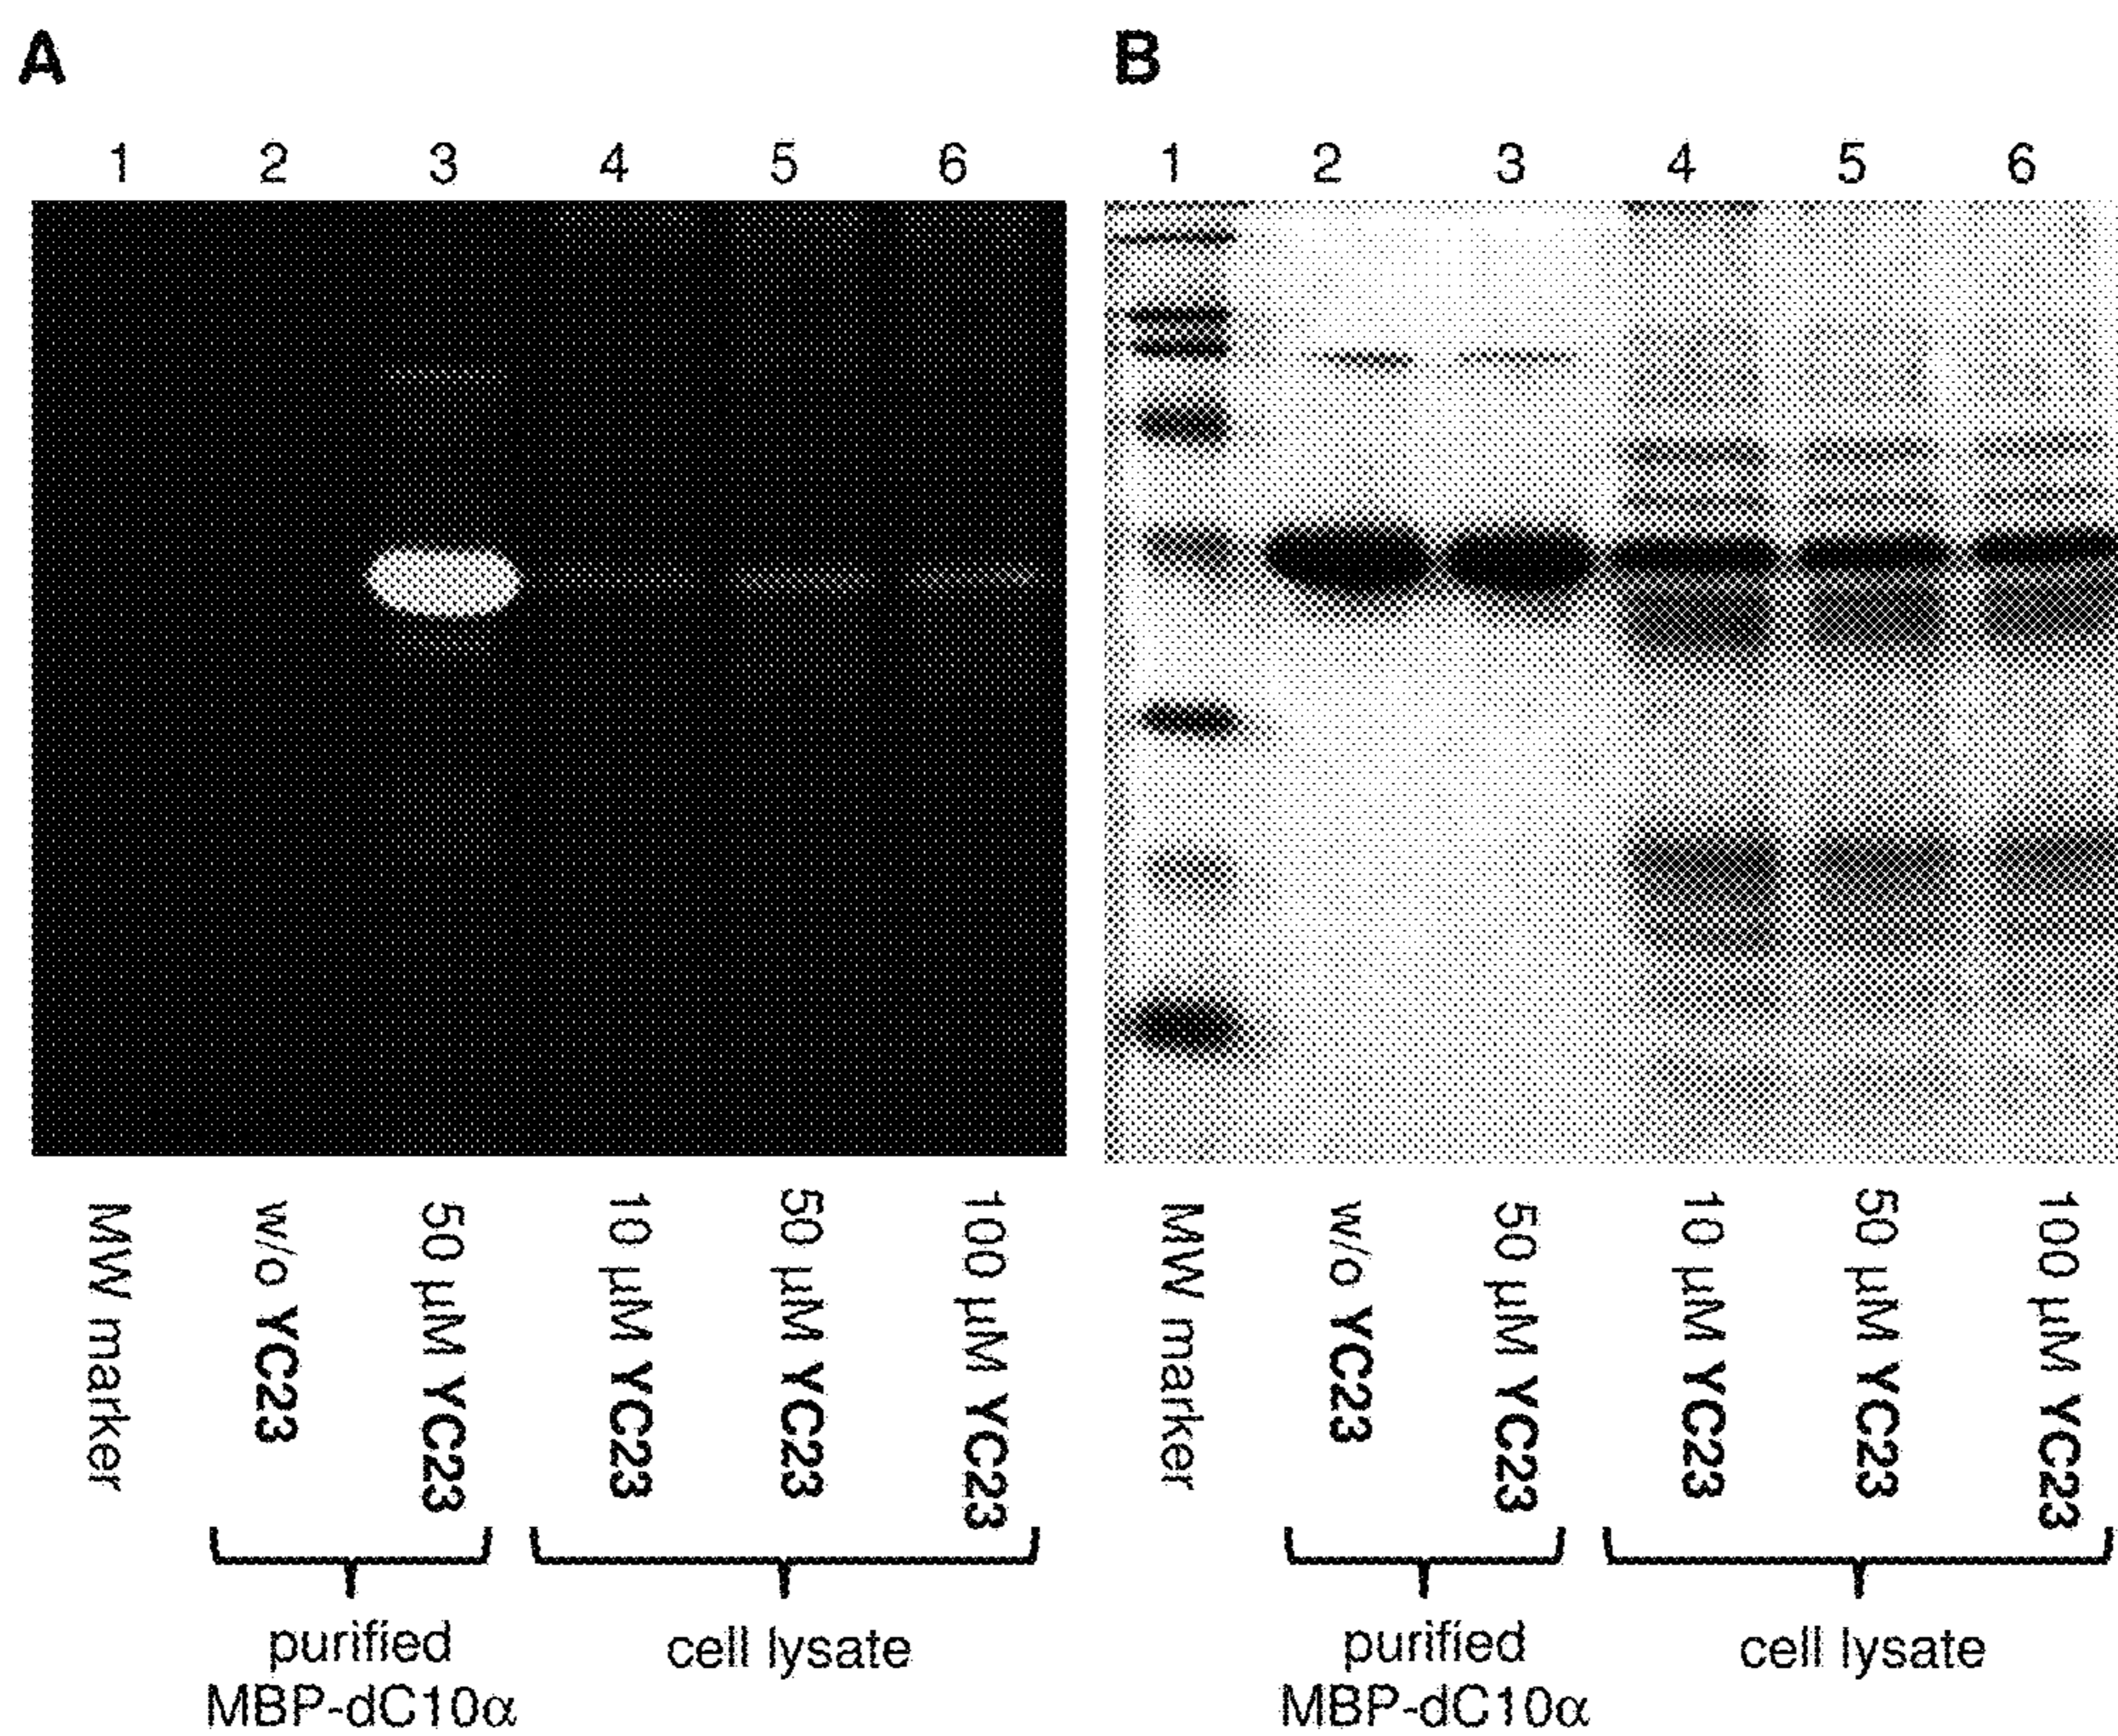 A
B
1 2 3 4 5 6
1 2 3 4 5 6
MW marker
w/o YC23
50 µM YC23
10 µM YC23
50 µM YC23
100 µM YC23
MW marker
w/o YC23
50 µM YC23
10 µM YC23
50 µM YC23
100 µM YC23
purified
MBP-dC10α
cell lysate
purified
MBP-dC10α
cell lysate